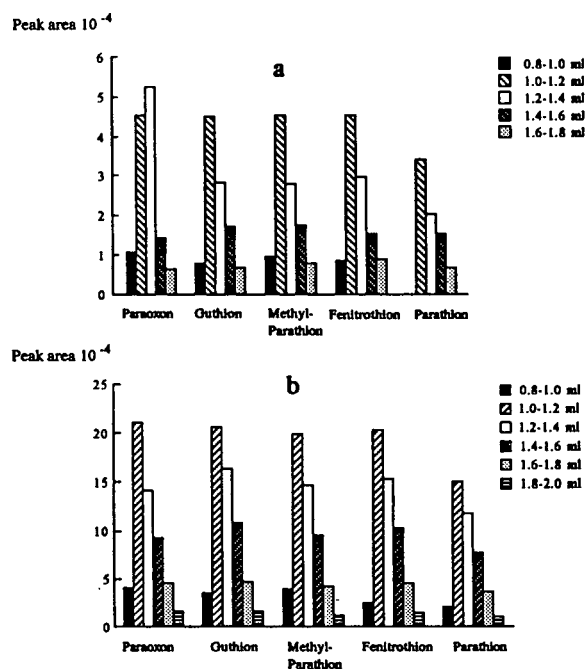 Peak area 10 -4
a
0.8-1.0 ml
1.0-1.2 ml
1.2-1.4 ml
1.4-1.6 ml
1.6-1.8 ml
6
5
4
3
2
1
0
Paraoxon Guthion Methyl- Fenitrothion Parathion
Parathion
Peak area 10 -4
b
0.8-1.0 ml
1.0-1.2 ml
1.2-1.4 ml
1.4-1.6 ml
1.6-1.8 ml
1.8-2.0 ml
25
20
15
10
5
0
Paraoxon Guthion Methyl- Fenitrothion Parathion
Parathion